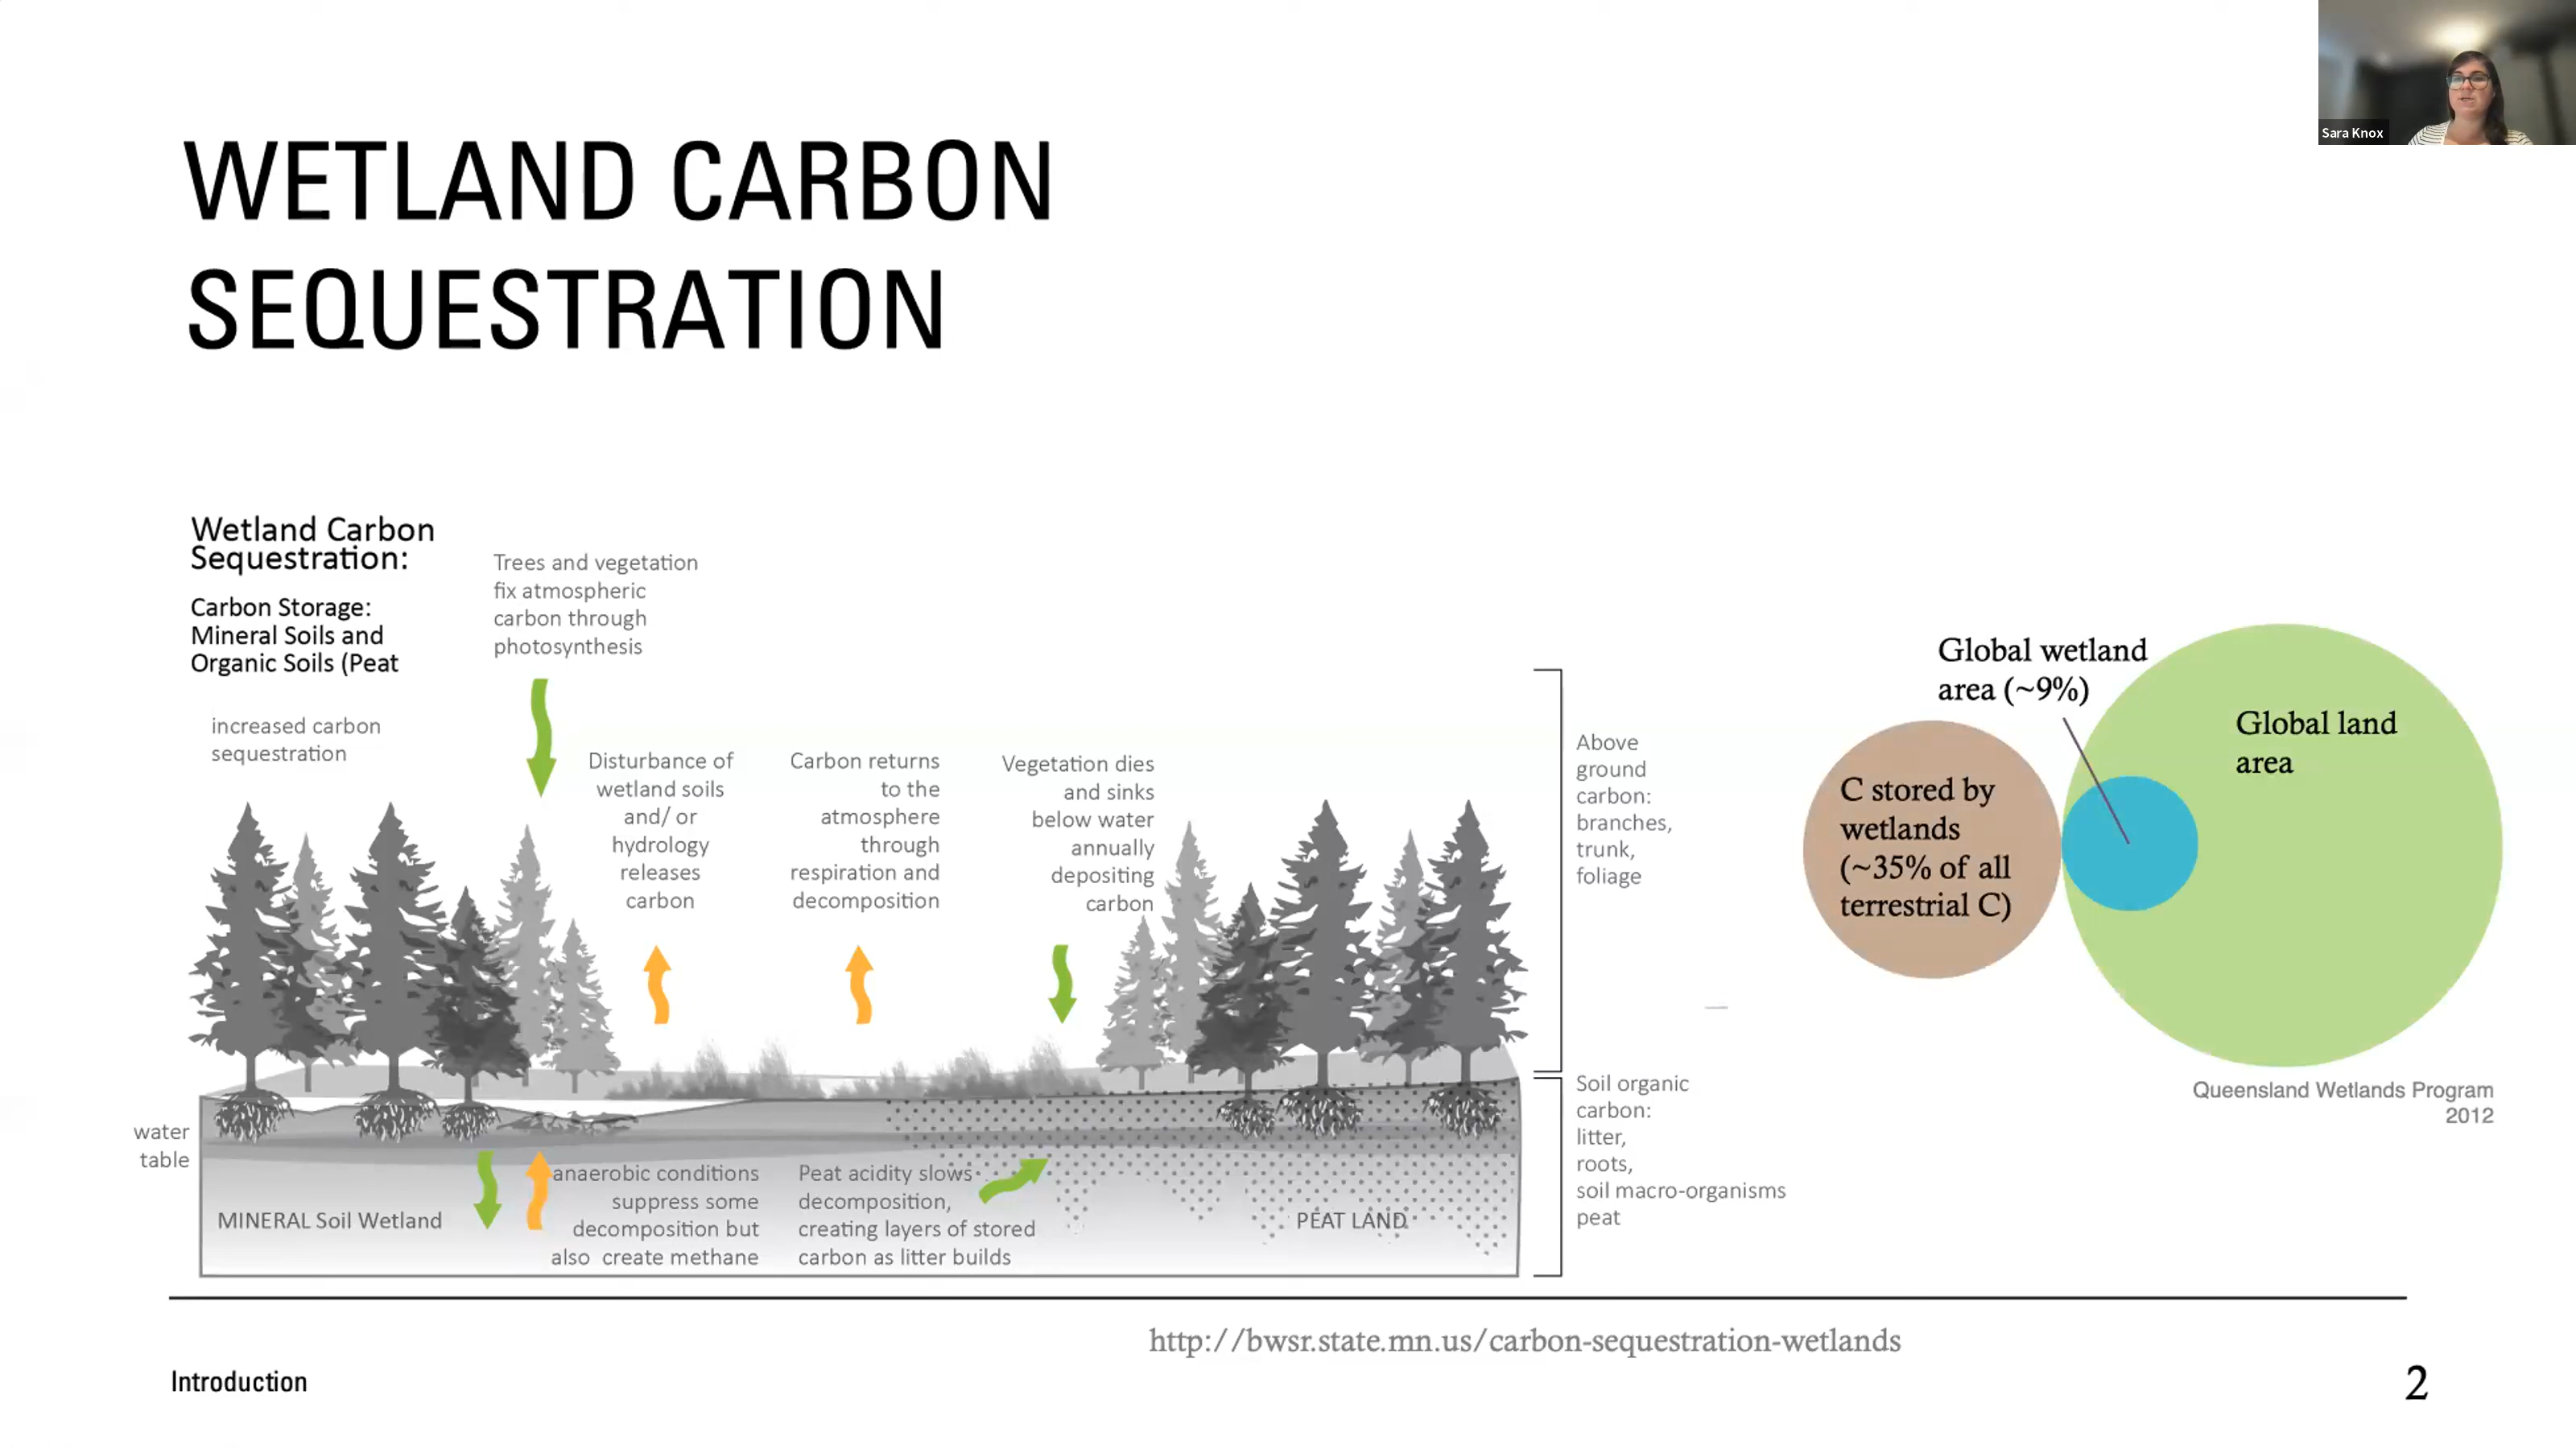 Sara Knox
WETLAND CARBON
SEQUESTRATION
Wetland Carbon
Sequestration:
Carbon Storage:
Mineral Soils and
Organic Soils (Peat
increased carbon
sequestration
Trees and vegetation
fix atmospheric
carbon through
photosynthesis
Disturbance of
wetland soils
and/ or
hydrology
releases
carbon
Carbon returns
to the
atmosphere
through
respiration and
decomposition
Vegetation dies
and sinks
below water
annually
depositing
carbon
Above
ground
carbon:
branches,
trunk,
foliage
Soil organic
carbon:
litter,
roots,
soil macro-organisms
peat
water
table
MINERAL Soil Wetland
anaerobic conditions
suppress some
decomposition but
also create methane
Peat acidity slows
decomposition,
creating layers of stored
carbon as litter builds
PEAT LAND
Global wetland
area (~9%)
Global land
area
C stored by
wetlands
(~35% of all
terrestrial C)
Queensland Wetlands Program
2012
http://bwsr.state.mn.us/carbon-sequestration-wetlands
Introduction
2